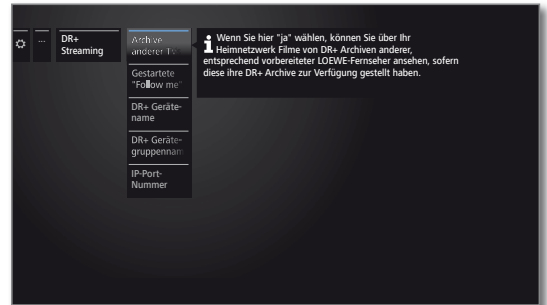 ...
DR+
Streaming
Archive
anderer Tv
Gestartete
"Follow me"
DR+ Geräte-
name
DR+ Geräte-
gruppennam
IP-Port-
Nummer
Wenn Sie hier "ja" wählen, können Sie über Ihr
Heimnetzwerk Filme von DR+ Archiven anderer,
entsprechend vorbereiteter LOEWE-Fernseher ansehen, sofern
diese ihre DR+ Archive zur Verfügung gestellt haben.